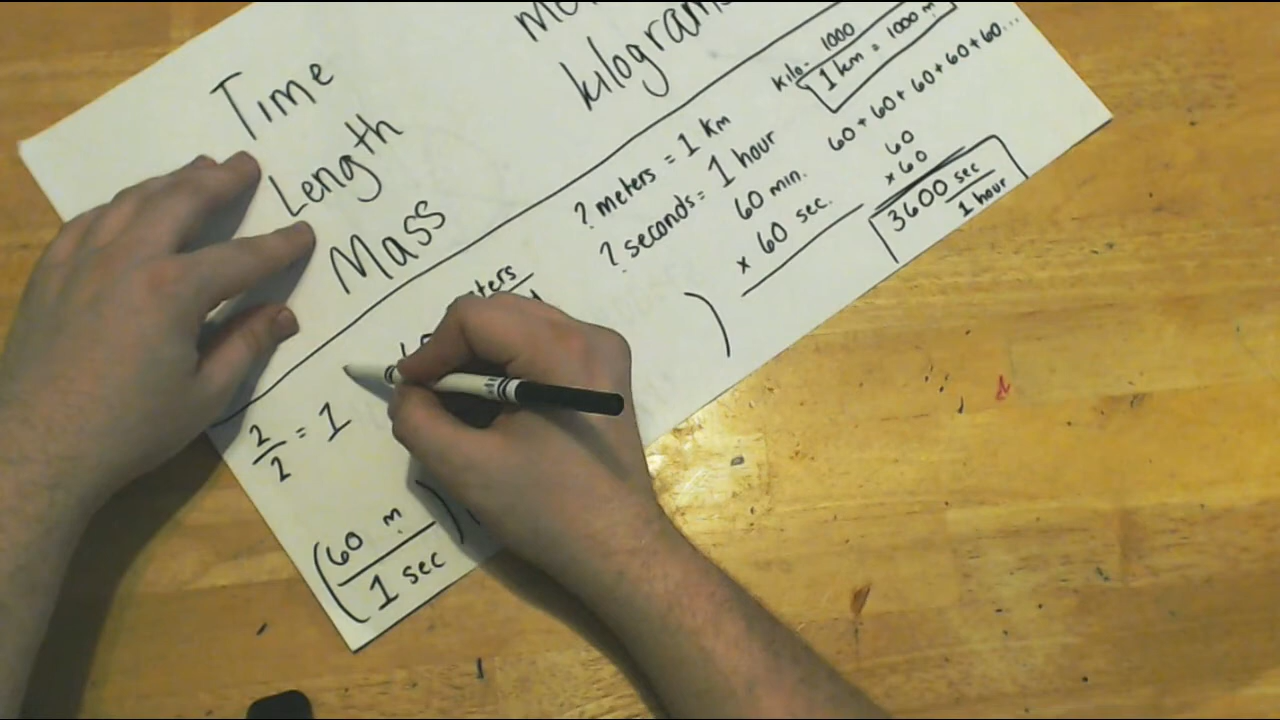 Time
Length
Mass
kilograms
kilo- 1000
1 km = 1000 m
? meters = 1 km
? seconds = 1 hour
60 min.
x 60 sec.
60 + 60 + 60 + 60 + 60...
60
x 60
3600 sec
1 hour
2
2
= 1
(60 m
1 sec)
)